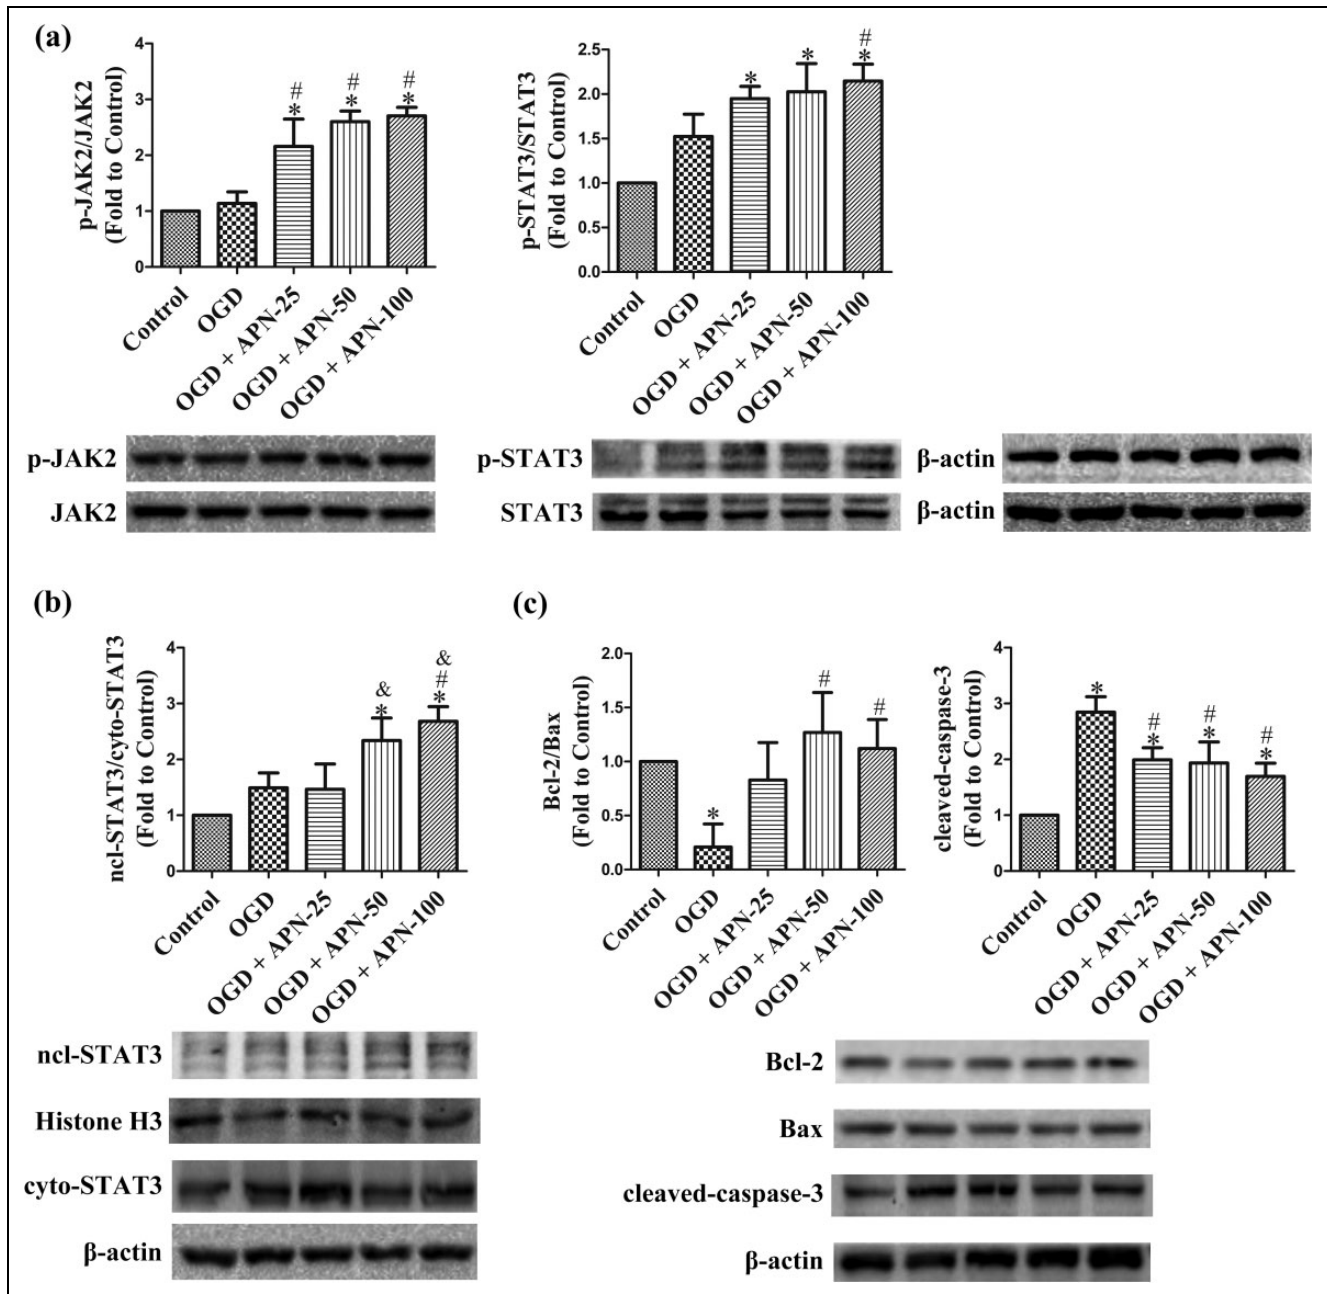 (a)
p-JAK2/JAK2
(Fold to Control)
4
3
2
1
0
# * # * # *
Control
OGD
OGD + APN-25
OGD + APN-50
OGD + APN-100
p-STAT3/STAT3
(Fold to Control)
2.5
2.0
1.5
1.0
0.5
0.0
* * # *
Control
OGD
OGD + APN-25
OGD + APN-50
OGD + APN-100
p-JAK2
JAK2
p-STAT3
STAT3
β-actin
β-actin
(b)
ncl-STAT3/cyto-STAT3
(Fold to Control)
4
3
2
1
0
& * & # *
Control
OGD
OGD + APN-25
OGD + APN-50
OGD + APN-100
ncl-STAT3
Histone H3
cyto-STAT3
β-actin
(c)
Bcl-2/Bax
(Fold to Control)
2.0
1.5
1.0
0.5
0.0
* # #
Control
OGD
OGD + APN-25
OGD + APN-50
OGD + APN-100
cleaved-caspase-3
(Fold to Control)
4
3
2
1
0
* # * # * # *
Control
OGD
OGD + APN-25
OGD + APN-50
OGD + APN-100
Bcl-2
Bax
cleaved-caspase-3
β-actin